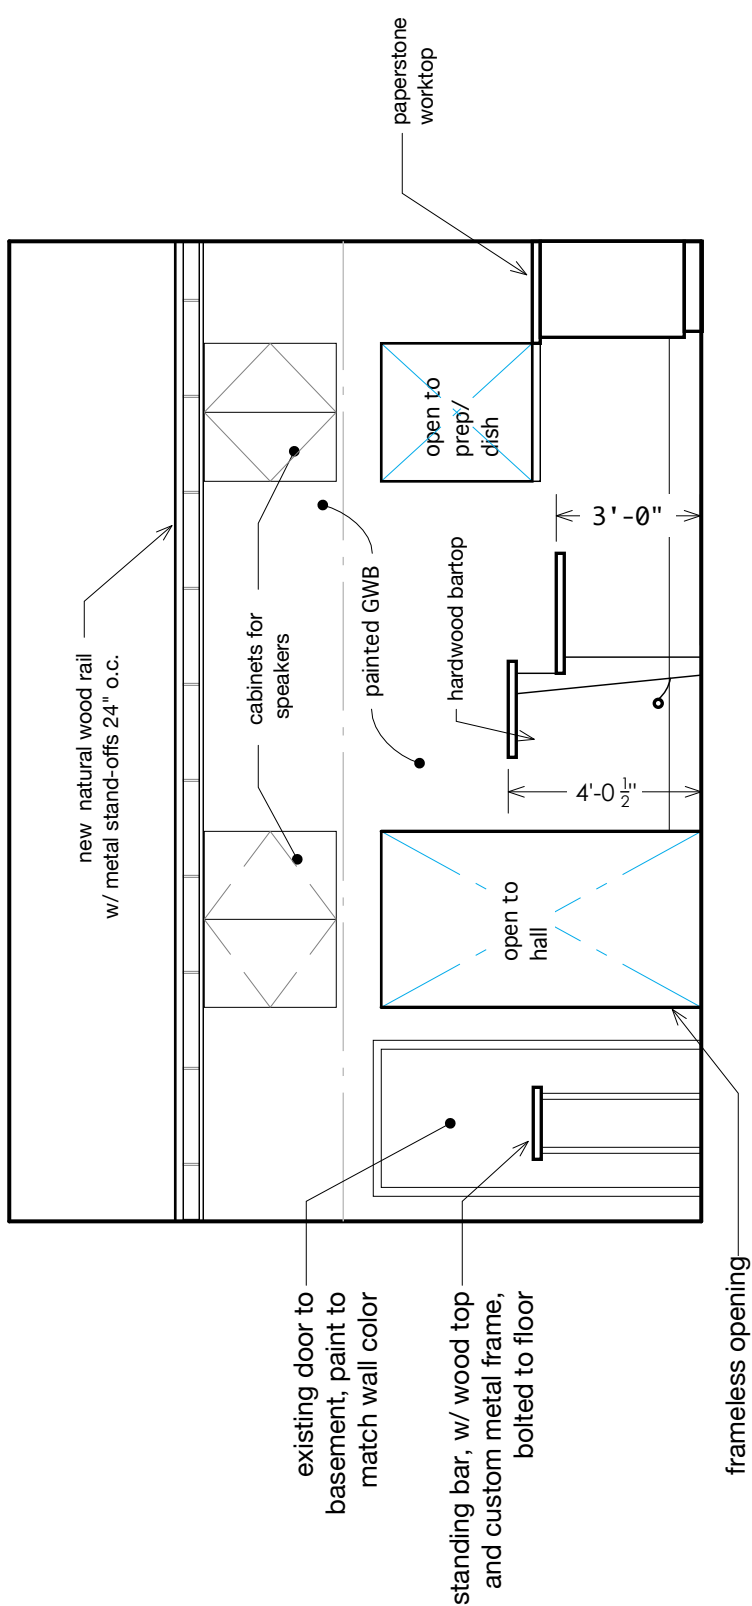 new natural wood rail
w/ metal stand-offs 24" o.c.
paperstone
worktop
cabinets for
speakers
painted GWB
open to
prep/
dish
hardwood bartop
3'-0"
4'-0 1/2"
open to
hall
existing door to
basement, paint to
match wall color
standing bar, w/ wood top
and custom metal frame,
bolted to floor
frameless opening